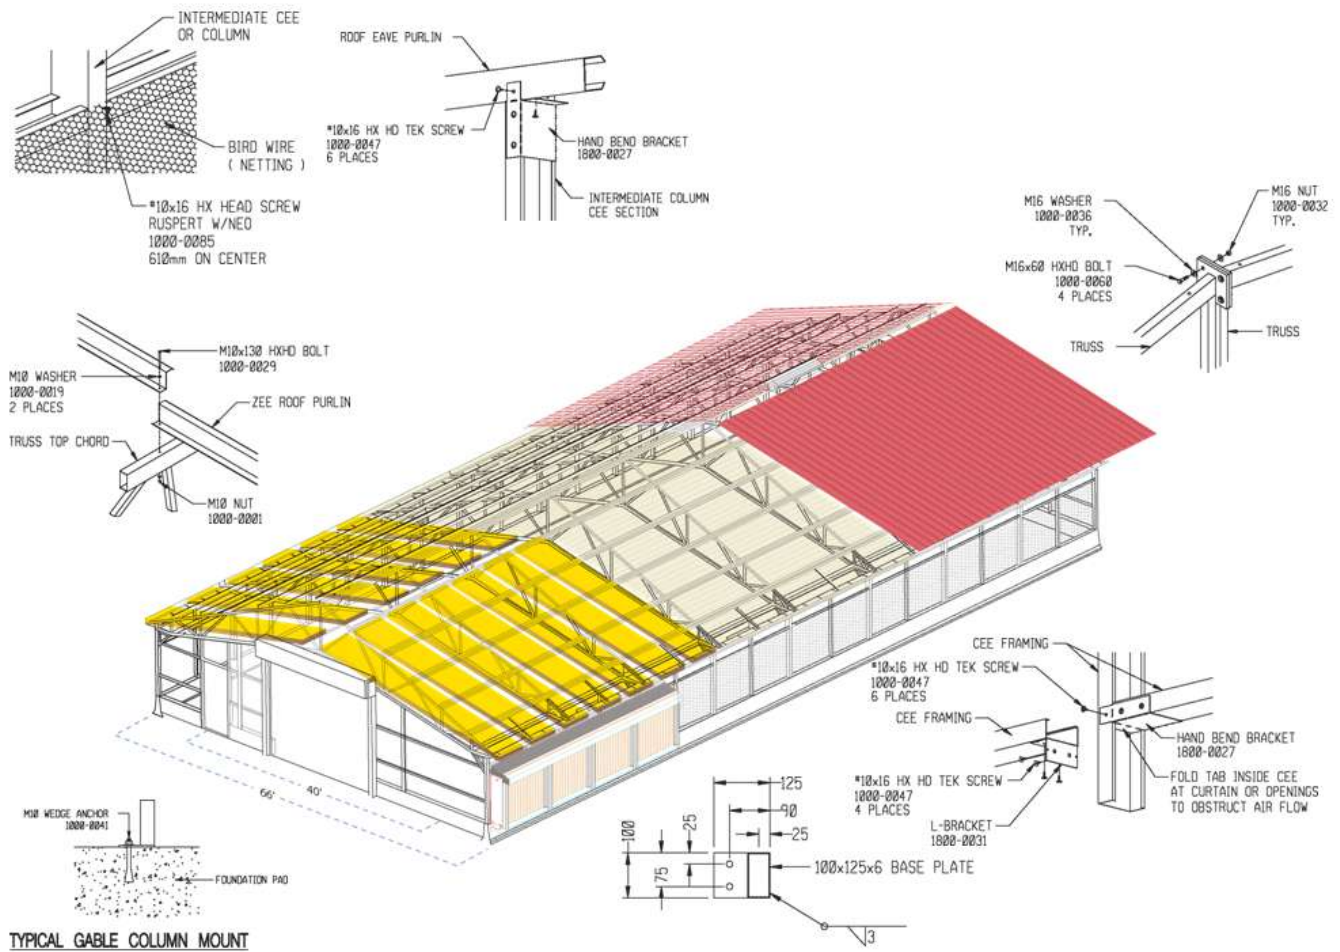 INTERMEDIATE CEE
OR COLUMN
BIRD WIRE
( NETTING )
"10x16 HX HEAD SCREW
RUSPERT W/NEO
1000-0085
610mm ON CENTER
ROOF EAVE PURLIN
"10x16 HX HD TEK SCREW
1000-0047
6 PLACES
HAND BEND BRACKET
1800-0027
INTERMEDIATE COLUMN
CEE SECTION
M16 WASHER
1000-0036
TYP.
M16 NUT
1000-0032
TYP.
M16x60 HXHD BOLT
1000-0060
4 PLACES
TRUSS
TRUSS
M10x130 HXHD BOLT
1000-0029
M10 WASHER
1000-0019
2 PLACES
ZEE ROOF PURLIN
TRUSS TOP CHORD
M10 NUT
1000-0001
66'
40'
CEE FRAMING
"10x16 HX HD TEK SCREW
1000-0047
6 PLACES
CEE FRAMING
HAND BEND BRACKET
1800-0027
"10x16 HX HD TEK SCREW
1000-0047
4 PLACES
FOLD TAB INSIDE CEE
AT CURTAIN OR OPENINGS
TO OBSTRUCT AIR FLOW
L-BRACKET
1800-0031
125
90
25
25
100
75
100x125x6 BASE PLATE
3
M10 WEDGE ANCHOR
1000-0041
FOUNDATION PAD
TYPICAL GABLE COLUMN MOUNT